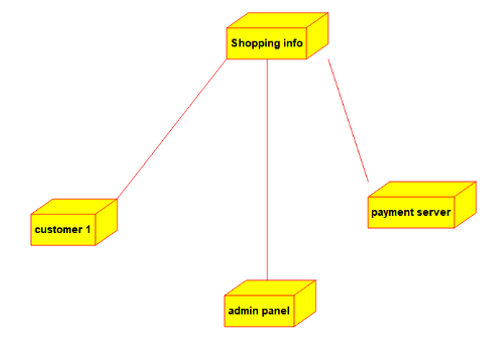 Shopping info
customer 1
payment server
admin panel